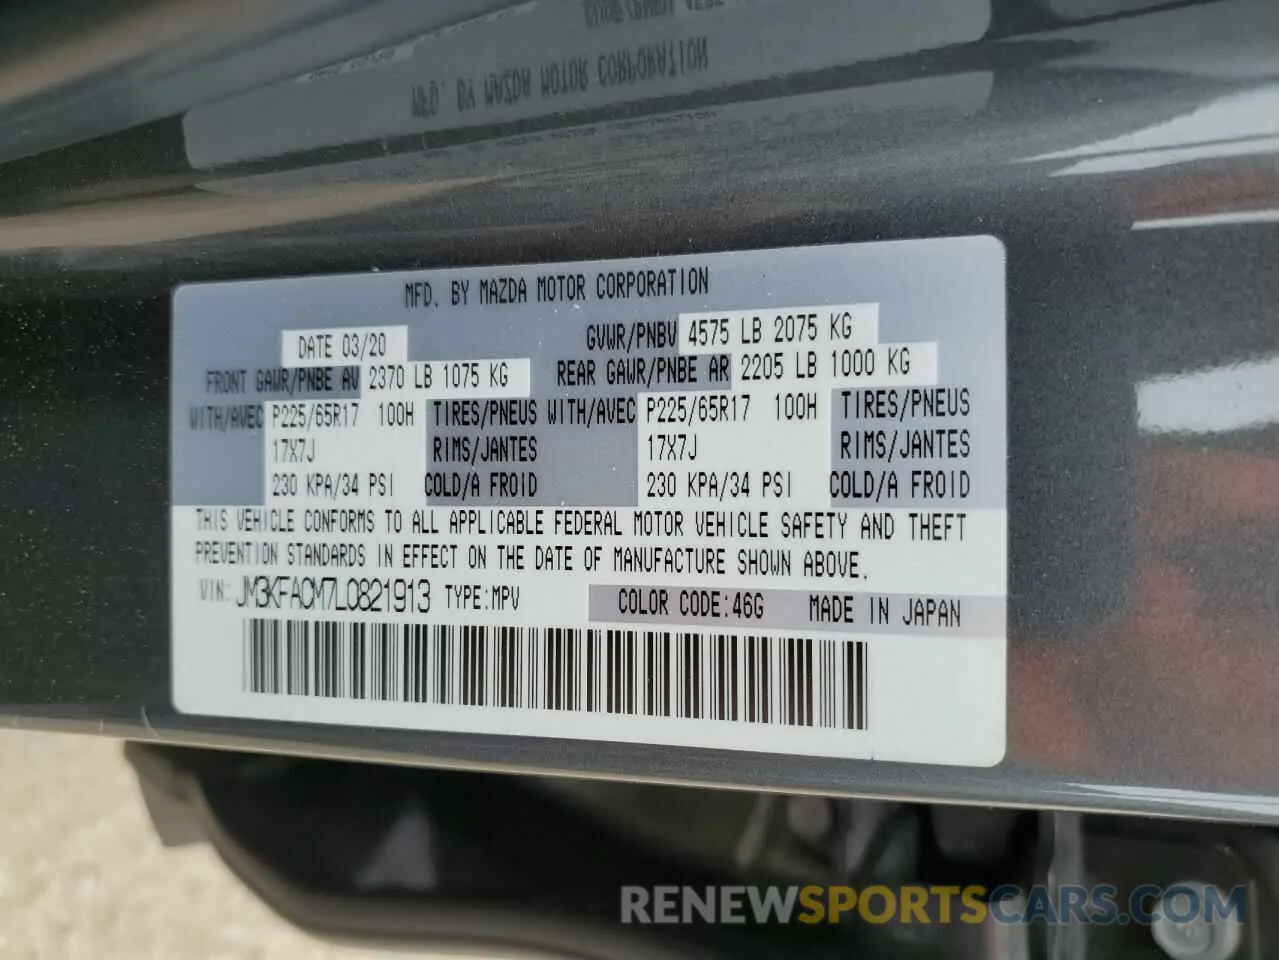 MFD. BY MAZDA MOTOR CORPORATION
MFD. BY MAZDA MOTOR CORPORATION
DATE 03/20 GVWR/PNBV 4575 LB 2075 KG
FRONT GAWR/PNBE AV 2370 LB 1075 KG REAR GAWR/PNBE AR 2205 LB 1000 KG
WITH/AVEC P225/65R17 100H TIRES/PNEUS WITH/AVEC P225/65R17 100H TIRES/PNEUS
17X7J RIMS/JANTES 17X7J RIMS/JANTES
230 KPA/34 PSI COLD/A FROID 230 KPA/34 PSI COLD/A FROID
THIS VEHICLE CONFORMS TO ALL APPLICABLE FEDERAL MOTOR VEHICLE SAFETY AND THEFT
PREVENTION STANDARDS IN EFFECT ON THE DATE OF MANUFACTURE SHOWN ABOVE.
VIN: JM3KFACM7L0821913 TYPE:MPV COLOR CODE:46G MADE IN JAPAN
RENEWSPORTSCARS.COM